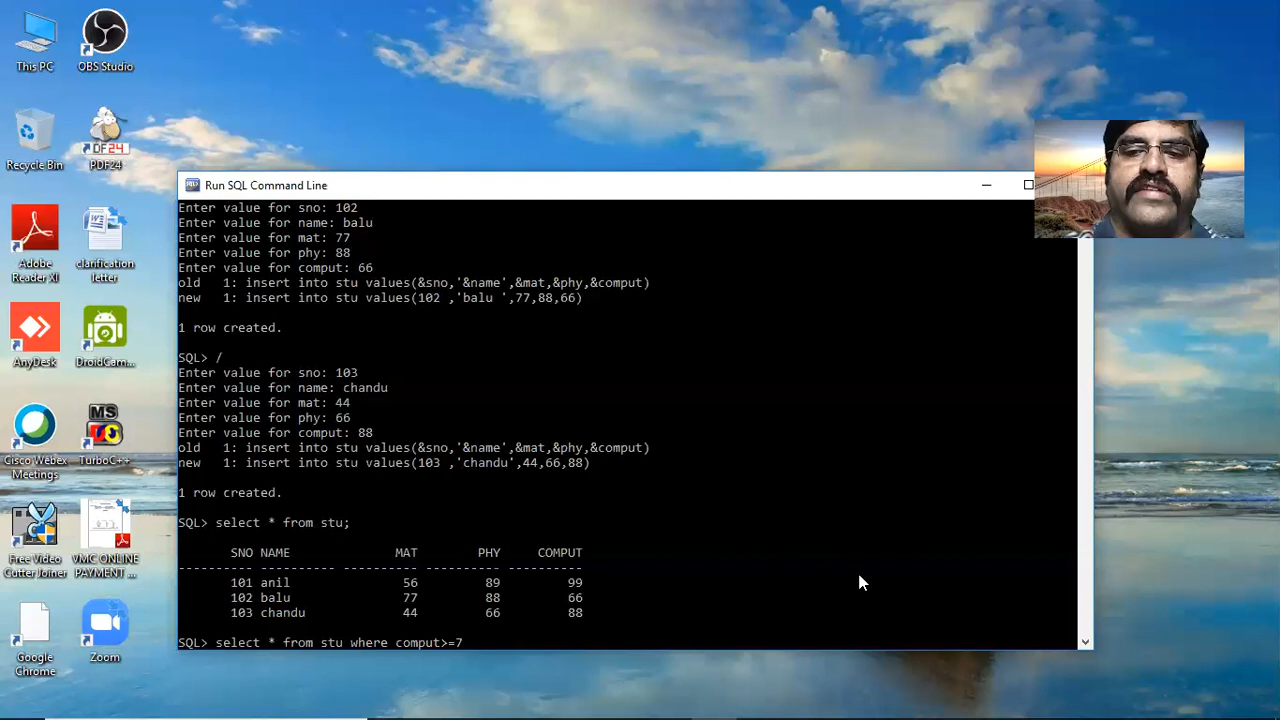 This PC
OBS Studio
Recycle Bin
PDF24
Adobe
Reader XI
clarification
letter
AnyDesk
DroidCam...
Cisco Webex
Meetings
TurboC++
Free Video
Cutter Joiner
VMC ONLINE
PAYMENT ...
Google
Chrome
Zoom
Run SQL Command Line
Enter value for sno: 102
Enter value for name: balu
Enter value for mat: 77
Enter value for phy: 88
Enter value for comput: 66
old 1: insert into stu values(&sno,'&name',&mat,&phy,&comput)
new 1: insert into stu values(102 ,'balu ',77,88,66)
1 row created.
SQL> /
Enter value for sno: 103
Enter value for name: chandu
Enter value for mat: 44
Enter value for phy: 66
Enter value for comput: 88
old 1: insert into stu values(&sno,'&name',&mat,&phy,&comput)
new 1: insert into stu values(103 ,'chandu',44,66,88)
1 row created.
SQL> select * from stu;
SNO NAME MAT PHY COMPUT
---------- ---------- ---------- ---------- ----------
101 anil 56 89 99
102 balu 77 88 66
103 chandu 44 66 88
SQL> select * from stu where comput>=7